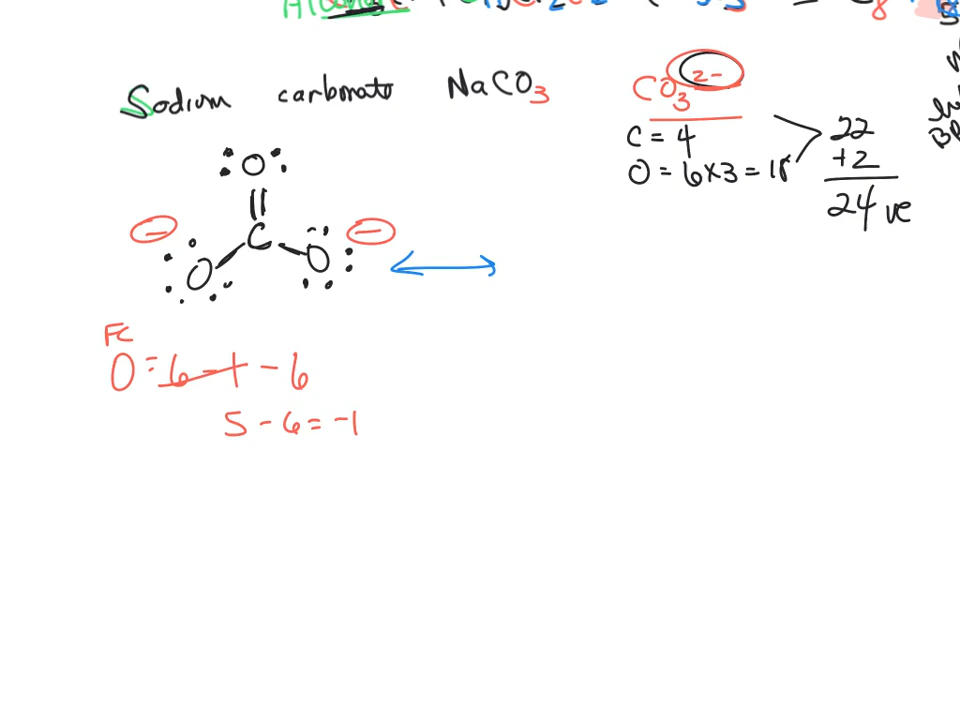 Sodium carbonate NaCO3
CO3 2-
C = 4
O = 6x3 = 18
22
+2
24 ve
O
C
O
O
−
−
FC
O = 6 - 1 - 6
5 - 6 = -1